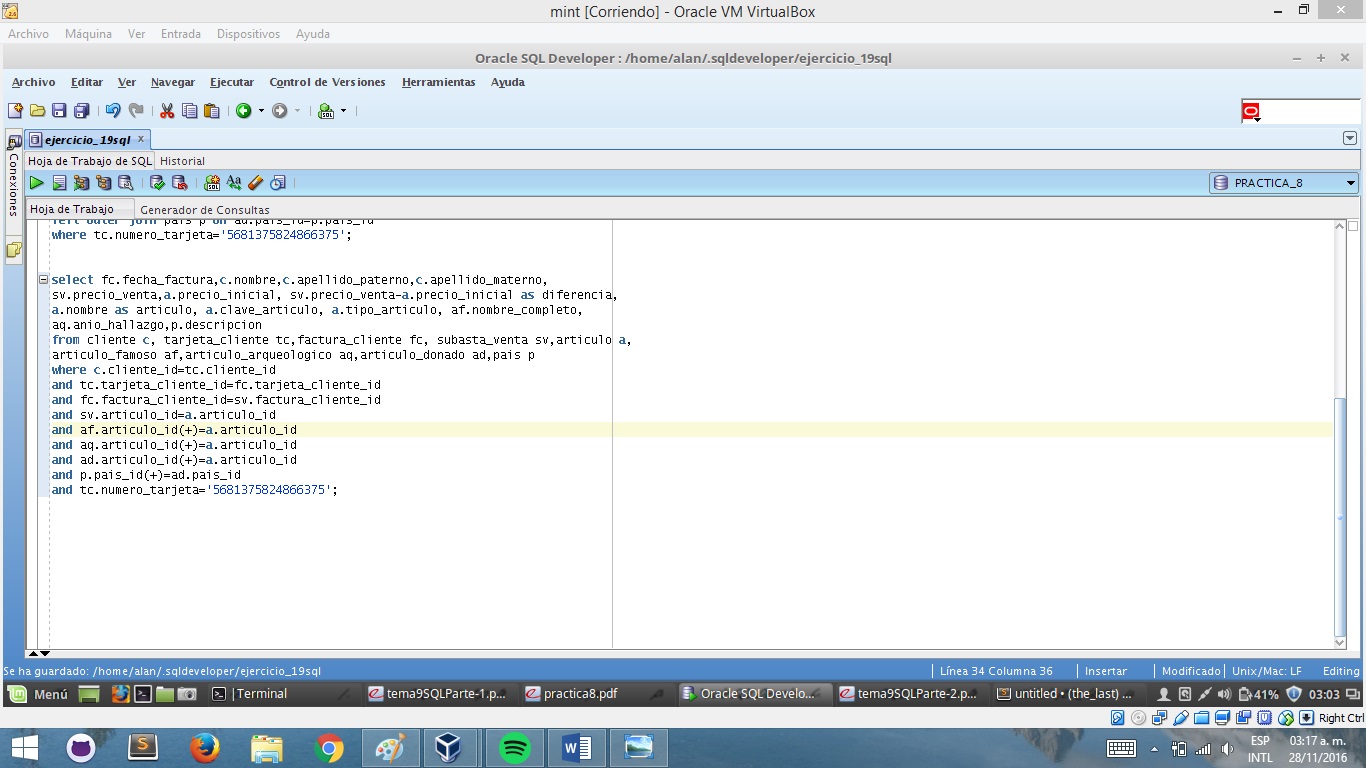 mint [Corriendo] - Oracle VM VirtualBox
Archivo Máquina Ver Entrada Dispositivos Ayuda
Oracle SQL Developer : /home/alan/.sqldeveloper/ejercicio_19sql
Archivo Editar Ver Navegar Ejecutar Control de Versiones Herramientas Ayuda
ejercicio_19sql x
Conexiones
Hoja de Trabajo de SQL Historial
PRACTICA_8
Hoja de Trabajo Generador de Consultas
left outer join pais p on ad.pais_id=p.pais_id
where tc.numero_tarjeta='5681375824866375';
select fc.fecha_factura,c.nombre,c.apellido_paterno,c.apellido_materno,
sv.precio_venta,a.precio_inicial, sv.precio_venta-a.precio_inicial as diferencia,
a.nombre as articulo, a.clave_articulo, a.tipo_articulo, af.nombre_completo,
aq.anio_hallazgo,p.descripcion
from cliente c, tarjeta_cliente tc,factura_cliente fc, subasta_venta sv,articulo a,
articulo_famoso af,articulo_arqueologico aq,articulo_donado ad,pais p
where c.cliente_id=tc.cliente_id
and tc.tarjeta_cliente_id=fc.tarjeta_cliente_id
and fc.factura_cliente_id=sv.factura_cliente_id
and sv.articulo_id=a.articulo_id
and af.articulo_id(+)=a.articulo_id
and aq.articulo_id(+)=a.articulo_id
and ad.articulo_id(+)=a.articulo_id
and p.pais_id(+)=ad.pais_id
and tc.numero_tarjeta='5681375824866375';
Se ha guardado: /home/alan/.sqldeveloper/ejercicio_19sql Línea 34 Columna 36 Insertar Modificado Unix/Mac: LF Editing
Menú Terminal tema9SQLParte-1.p... practica8.pdf Oracle SQL Develo... tema9SQLParte-2.p... untitled • (the_last) ... 41% 03:03
Right Ctrl
ESP 03:17 a. m.
INTL 28/11/2016